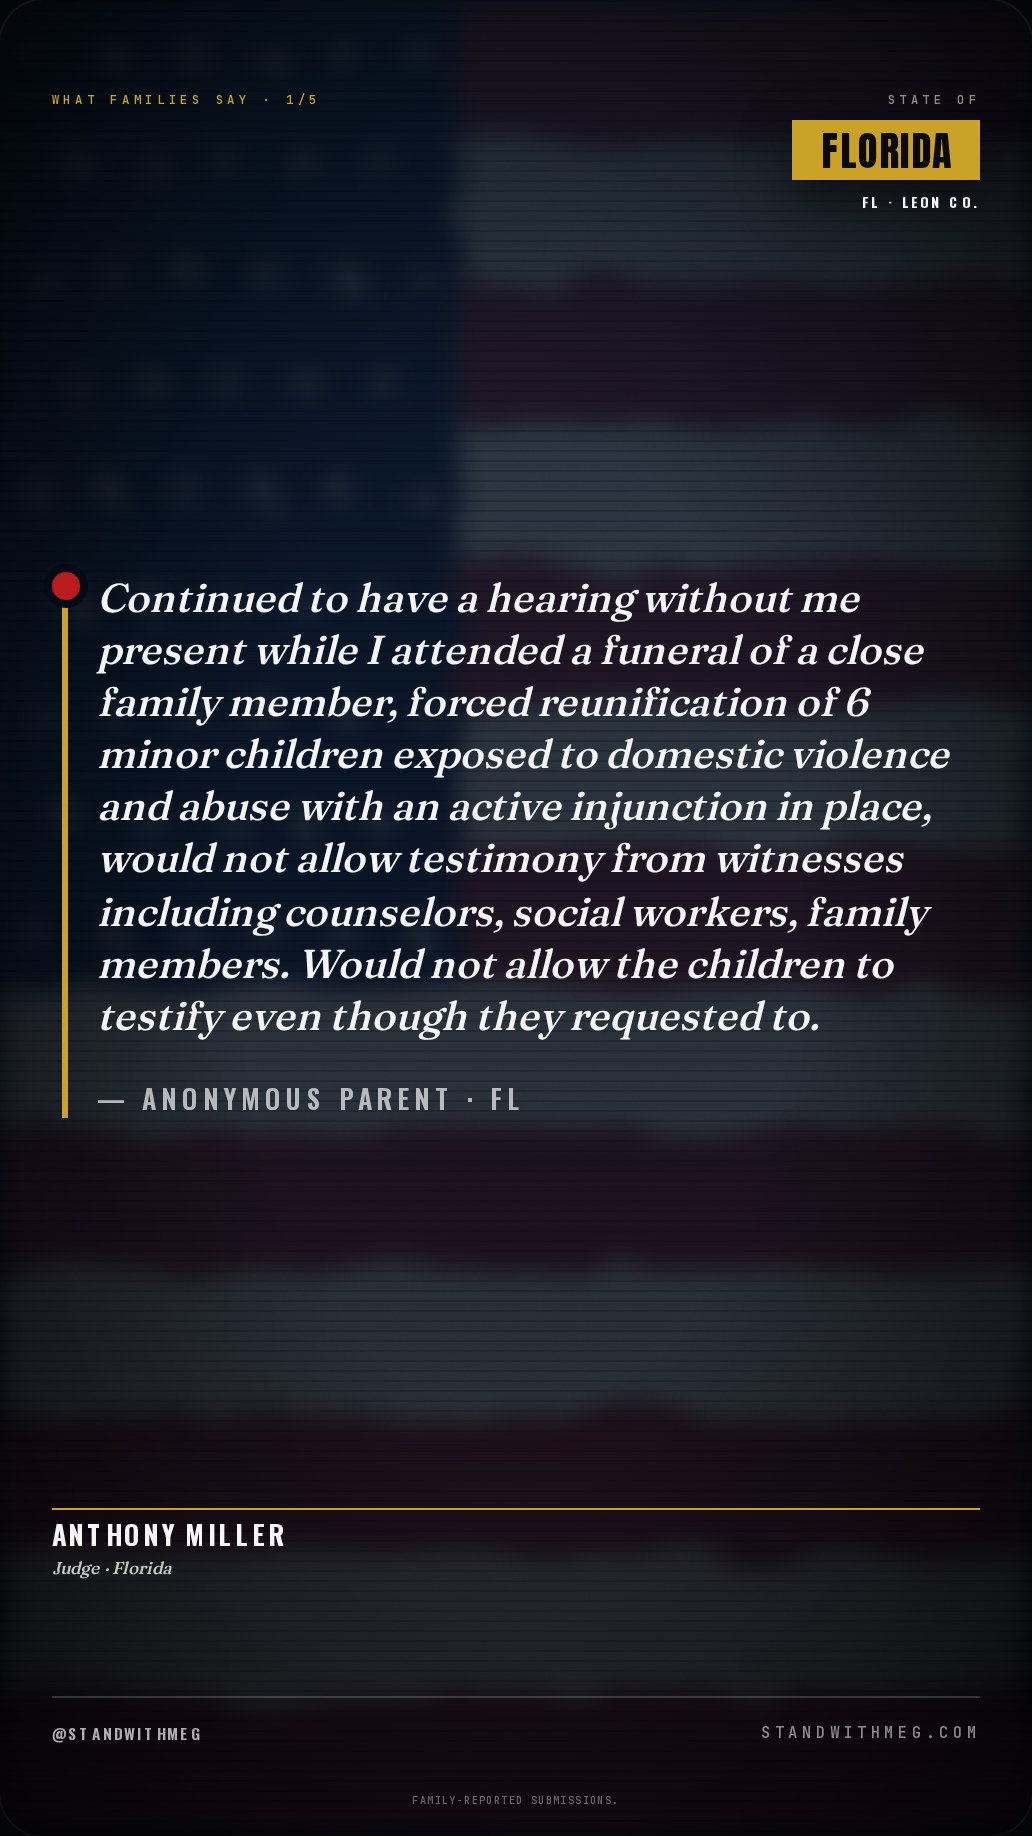 WHAT FAMILIES SAY · 1/5
STATE OF
FLORIDA
FL · LEON CO.
Continued to have a hearing without me
present while I attended a funeral of a close
family member, forced reunification of 6
minor children exposed to domestic violence
and abuse with an active injunction in place,
would not allow testimony from witnesses
including counselors, social workers, family
members. Would not allow the children to
testify even though they requested to.
— ANONYMOUS PARENT · FL
ANTHONY MILLER
Judge · Florida
@STANDWITHMEG
STANDWITHMEG.COM
FAMILY-REPORTED SUBMISSIONS.